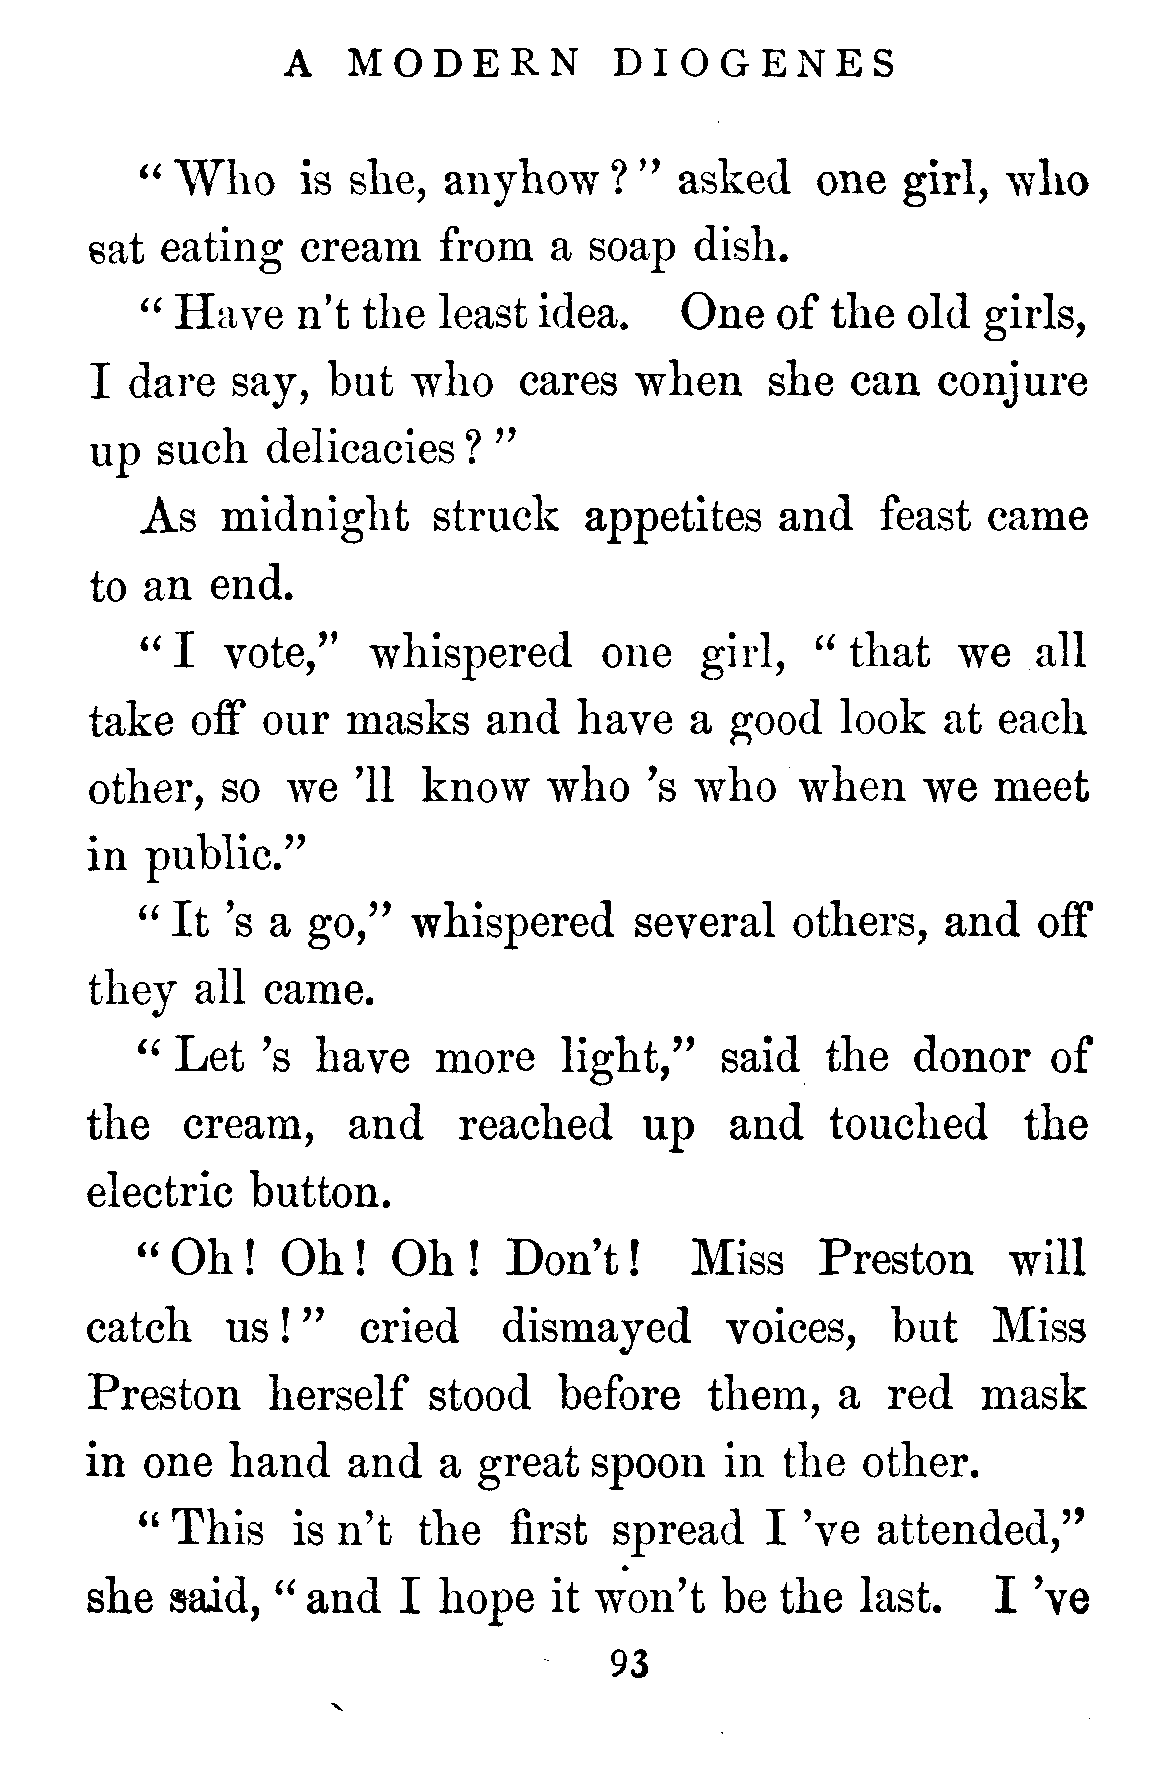 A MODERN DIOGENES
“ Who is she, anyhow ? ” asked one girl, who
sat eating cream from a soap dish.
“ Have n't the least idea. One of the old girls,
I dare say, but who cares when she can conjure
up such delicacies ? ”
As midnight struck appetites and feast came
to an end.
“ I vote,” whispered one girl, “ that we all
take off our masks and have a good look at each
other, so we 'll know who 's who when we meet
in public.”
“ It 's a go,” whispered several others, and off
they all came.
“ Let 's have more light,” said the donor of
the cream, and reached up and touched the
electric button.
“ Oh ! Oh ! Oh ! Don't ! Miss Preston will
catch us ! ” cried dismayed voices, but Miss
Preston herself stood before them, a red mask
in one hand and a great spoon in the other.
“ This is n't the first spread I 've attended,”
she said, “ and I hope it won't be the last. I 've
93